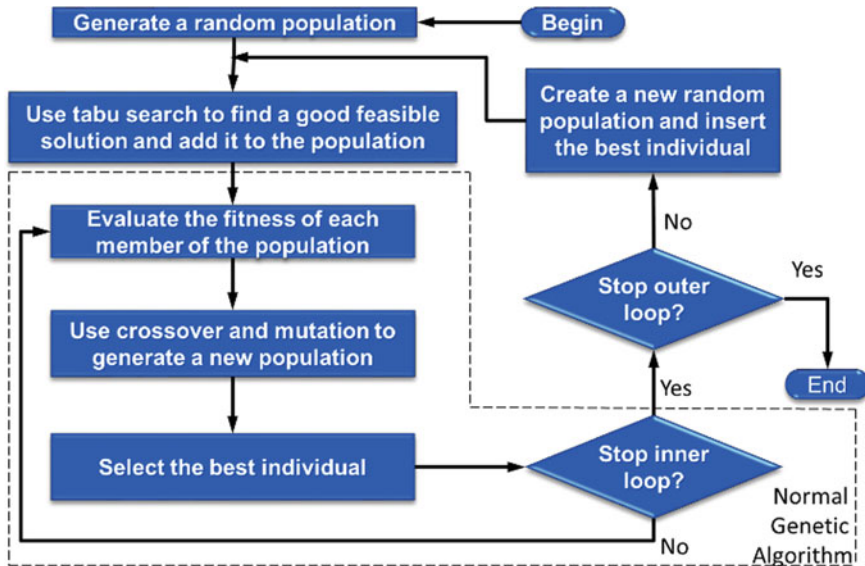 Generate a random population
Begin
Use tabu search to find a good feasible
solution and add it to the population
Create a new random
population and insert
the best individual
Evaluate the fitness of each
member of the population
No
Stop outer
loop?
Yes
Use crossover and mutation to
generate a new population
End
Yes
Select the best individual
Stop inner
loop?
No
Normal
Genetic
Algorithm